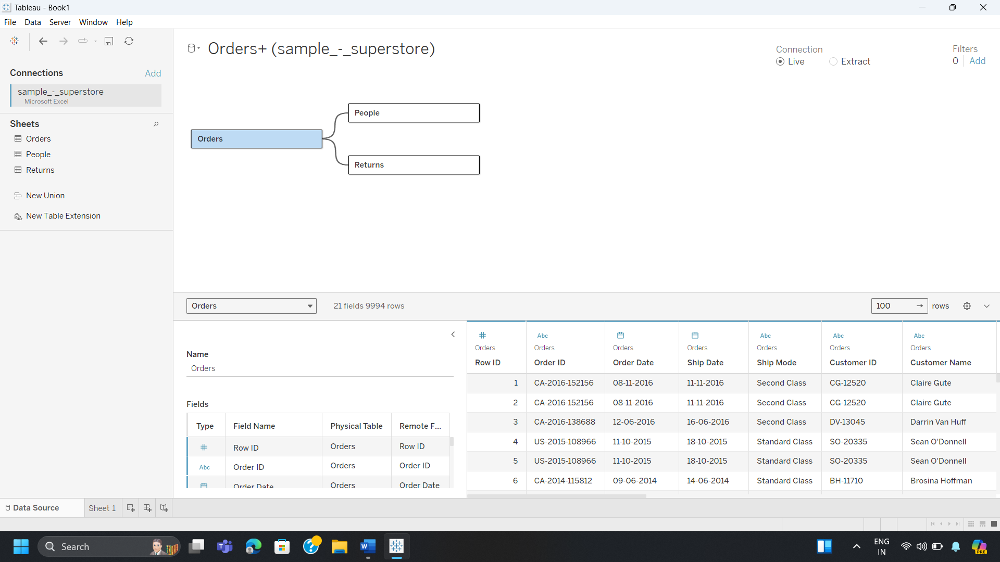 Tableau - Book1
File Data Server Window Help
Connections Add
sample_-_superstore
Microsoft Excel
Sheets
Orders
People
Returns
New Union
New Table Extension
Orders+ (sample_-_superstore)
Connection
Live Extract
Filters
0 Add
People
Orders
Returns
Orders 21 fields 9994 rows 100 rows
Name
Orders
Fields
Type Field Name Physical Table Remote F...
Row ID Orders Row ID
Abc Order ID Orders Order ID
Order Date Orders Order Date
Abc Abc Abc Abc
Orders Orders Orders Orders Orders Orders Orders
Row ID Order ID Order Date Ship Date Ship Mode Customer ID Customer Name
1 CA-2016-152156 08-11-2016 11-11-2016 Second Class CG-12520 Claire Gute
2 CA-2016-152156 08-11-2016 11-11-2016 Second Class CG-12520 Claire Gute
3 CA-2016-138688 12-06-2016 16-06-2016 Second Class DV-13045 Darrin Van Huff
4 US-2015-108966 11-10-2015 18-10-2015 Standard Class SO-20335 Sean O'Donnell
5 US-2015-108966 11-10-2015 18-10-2015 Standard Class SO-20335 Sean O'Donnell
6 CA-2014-115812 09-06-2014 14-06-2014 Standard Class BH-11710 Brosina Hoffman
Data Source Sheet 1
Search
ENG
IN
PRE